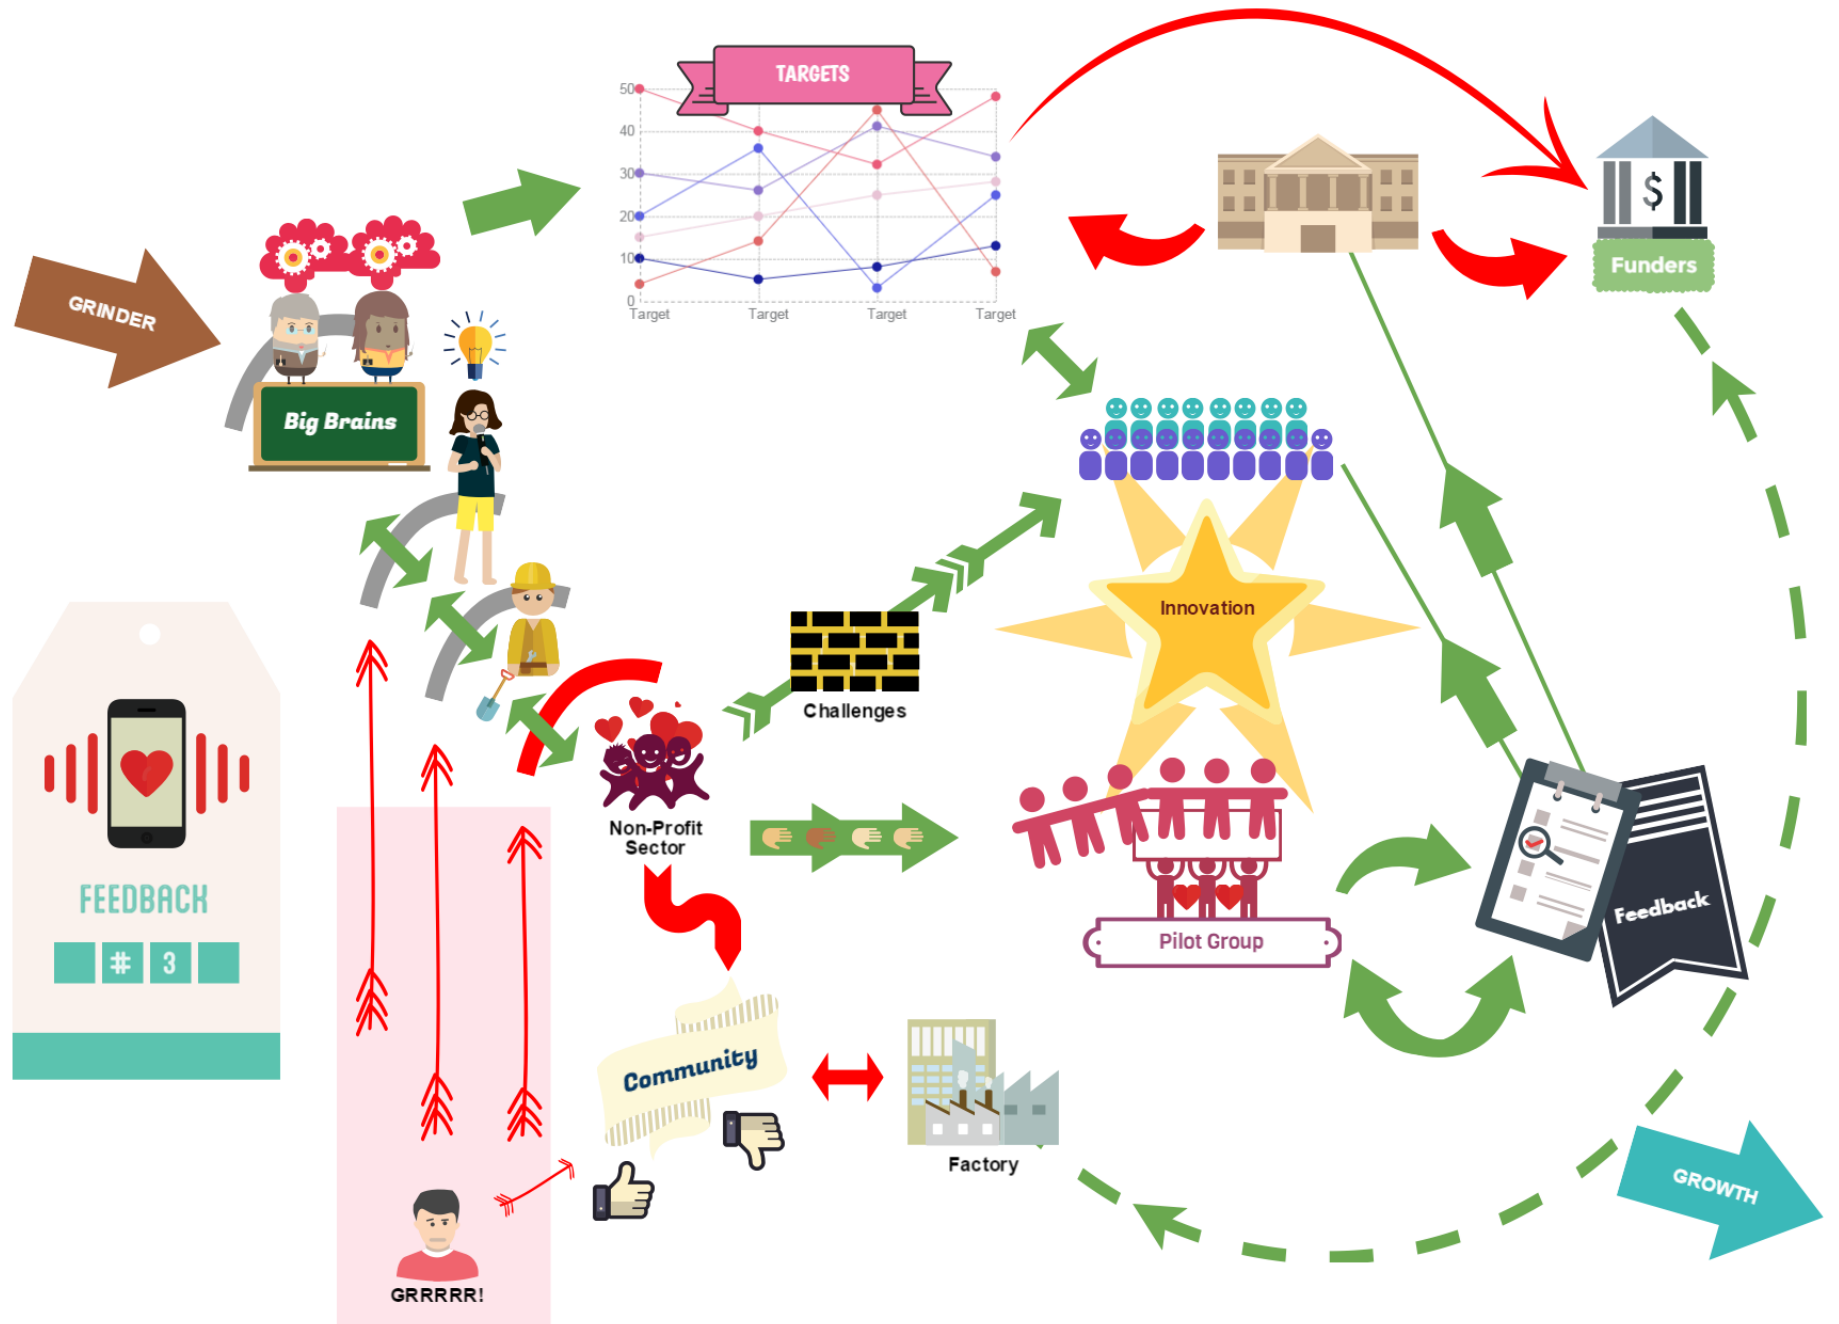 TARGETS
50
40
30
20
10
0
Target
Target
Target
Target
$
Funders
GRINDER
Big Brains
Innovation
Challenges
Non-Profit
Sector
FEEDBACK
# 3
Pilot Group
Feedback
Community
Factory
GROWTH
GRRRRR!